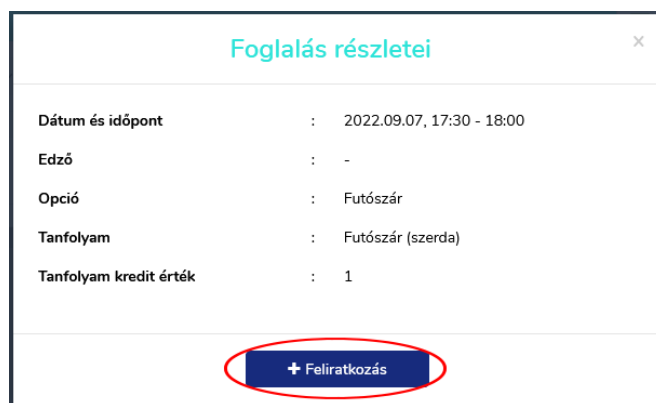 Foglalás részletei ×
Dátum és időpont : 2022.09.07, 17:30 - 18:00
Edző : -
Opció : Futószár
Tanfolyam : Futószár (szerda)
Tanfolyam kredit érték : 1
+ Feliratkozás